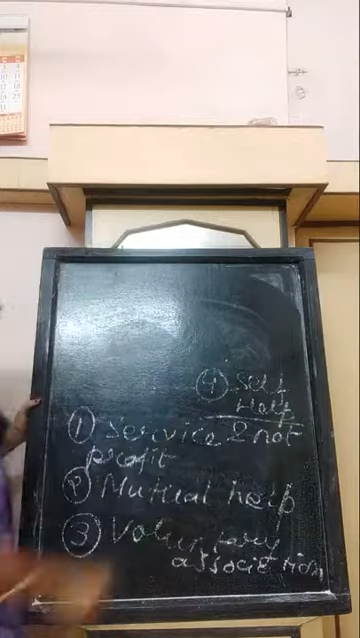 ④ Self
Help
① Service & not
profit
② Mutual help
③ Voluntary
association,